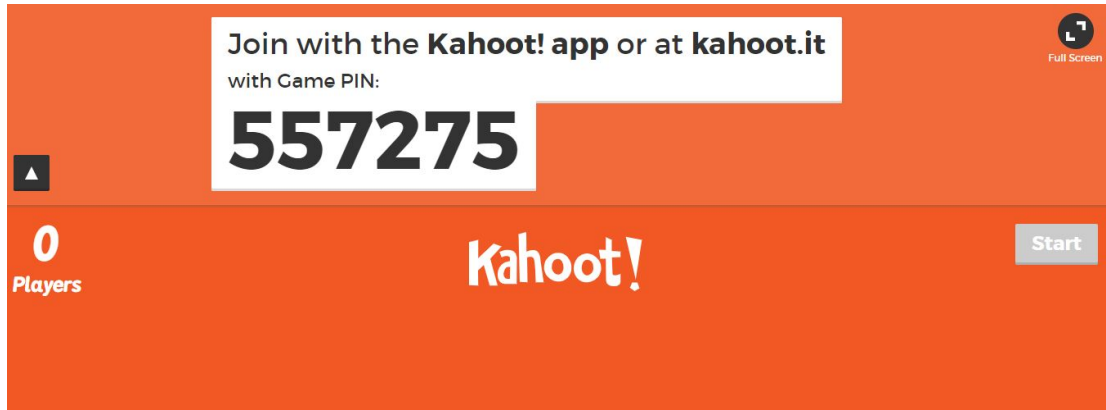 Join with the Kahoot! app or at kahoot.it
with Game PIN:
557275
Full Screen
0
Players
Kahoot!
Start